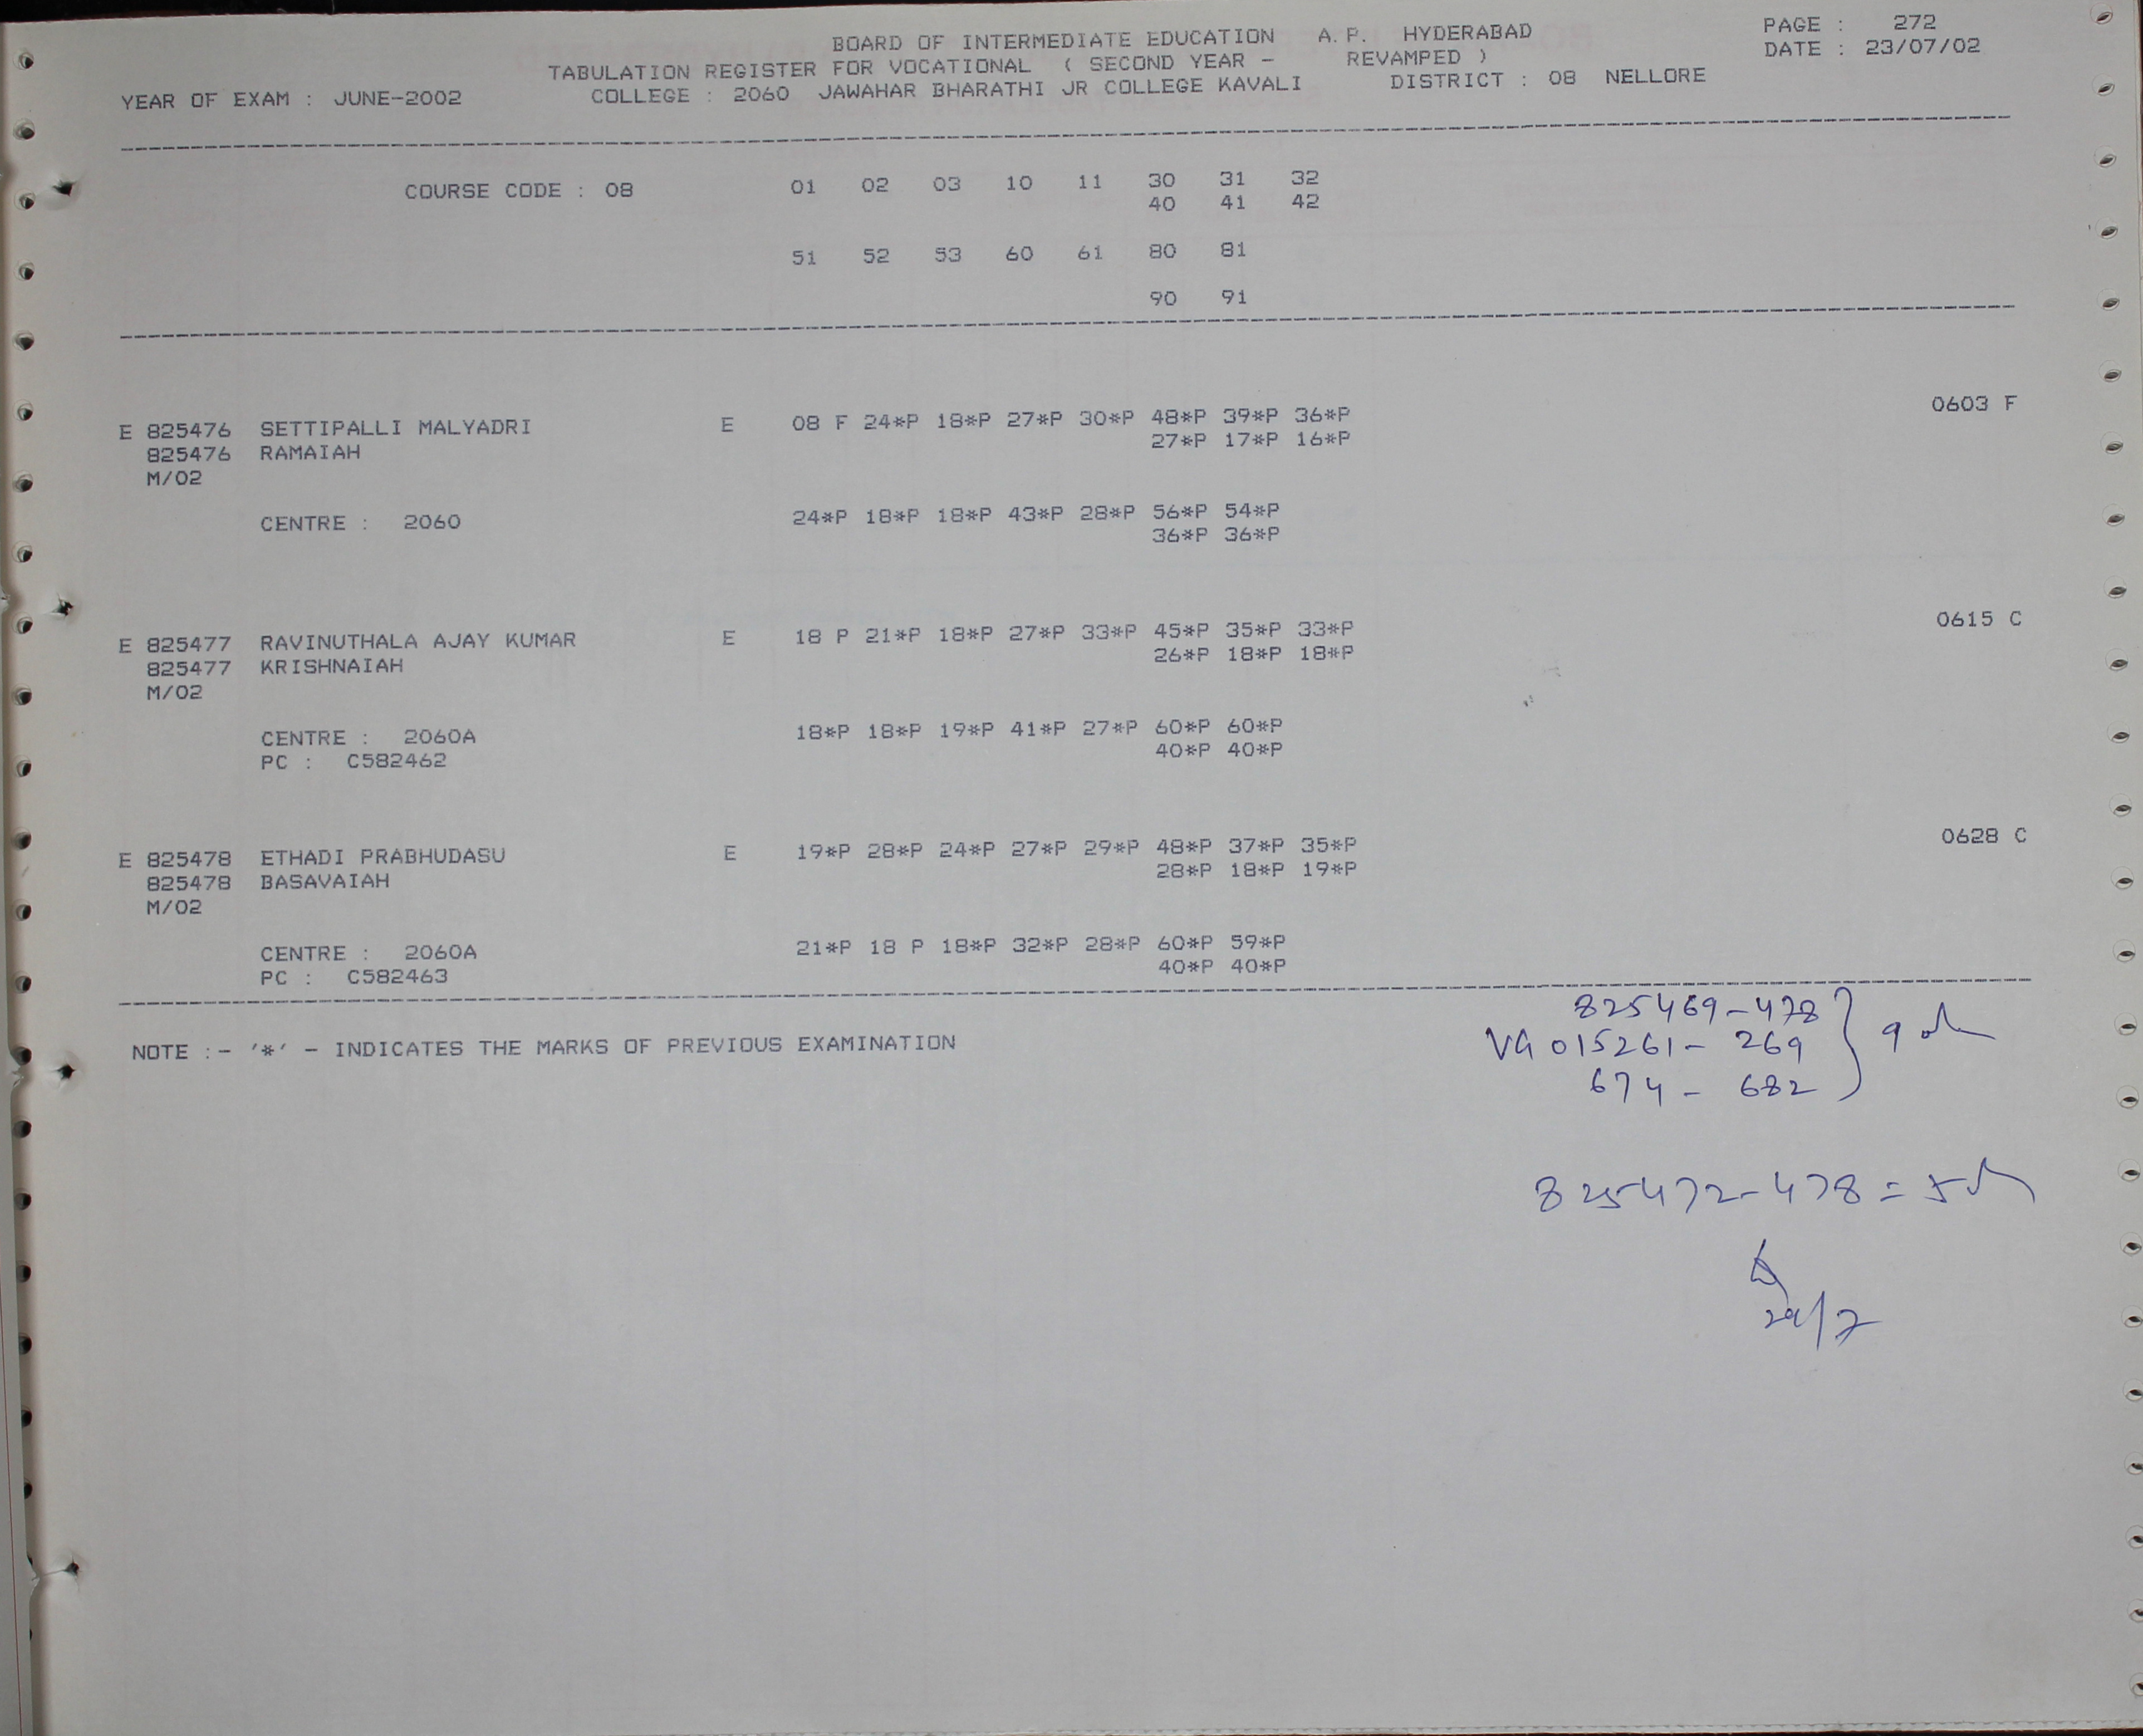 BOARD OF INTERMEDIATE EDUCATION A.P. HYDERABAD PAGE : 272
TABULATION REGISTER FOR VOCATIONAL ( SECOND YEAR - REVAMPED ) DATE : 23/07/02
YEAR OF EXAM : JUNE-2002 COLLEGE : 2060 JAWAHAR BHARATHI JR COLLEGE KAVALI DISTRICT : 08 NELLORE
COURSE CODE : 08 01 02 03 10 11 30 31 32
40 41 42
51 52 53 60 61 80 81
90 91
E 825476 SETTIPALLI MALYADRI E 08 F 24*P 18*P 27*P 30*P 48*P 39*P 36*P 0603 F
825476 RAMAIAH 27*P 17*P 16*P
M/02
CENTRE : 2060 24*P 18*P 18*P 43*P 28*P 56*P 54*P
36*P 36*P
E 825477 RAVINUTHALA AJAY KUMAR E 18 P 21*P 18*P 27*P 33*P 45*P 35*P 33*P 0615 C
825477 KRISHNAIAH 26*P 18*P 18*P
M/02
CENTRE : 2060A 18*P 18*P 19*P 41*P 27*P 60*P 60*P
PC : C582462 40*P 40*P
E 825478 ETHADI PRABHUDASU E 19*P 28*P 24*P 27*P 29*P 48*P 37*P 35*P 0628 C
825478 BASAVAIAH 28*P 18*P 19*P
M/02
CENTRE : 2060A 21*P 18 P 18*P 32*P 28*P 60*P 59*P
PC : C582463 40*P 40*P
NOTE :- '*' - INDICATES THE MARKS OF PREVIOUS EXAMINATION
825469-478
015261- 269 } 9
674 - 682
825472-478 = 5
29/7